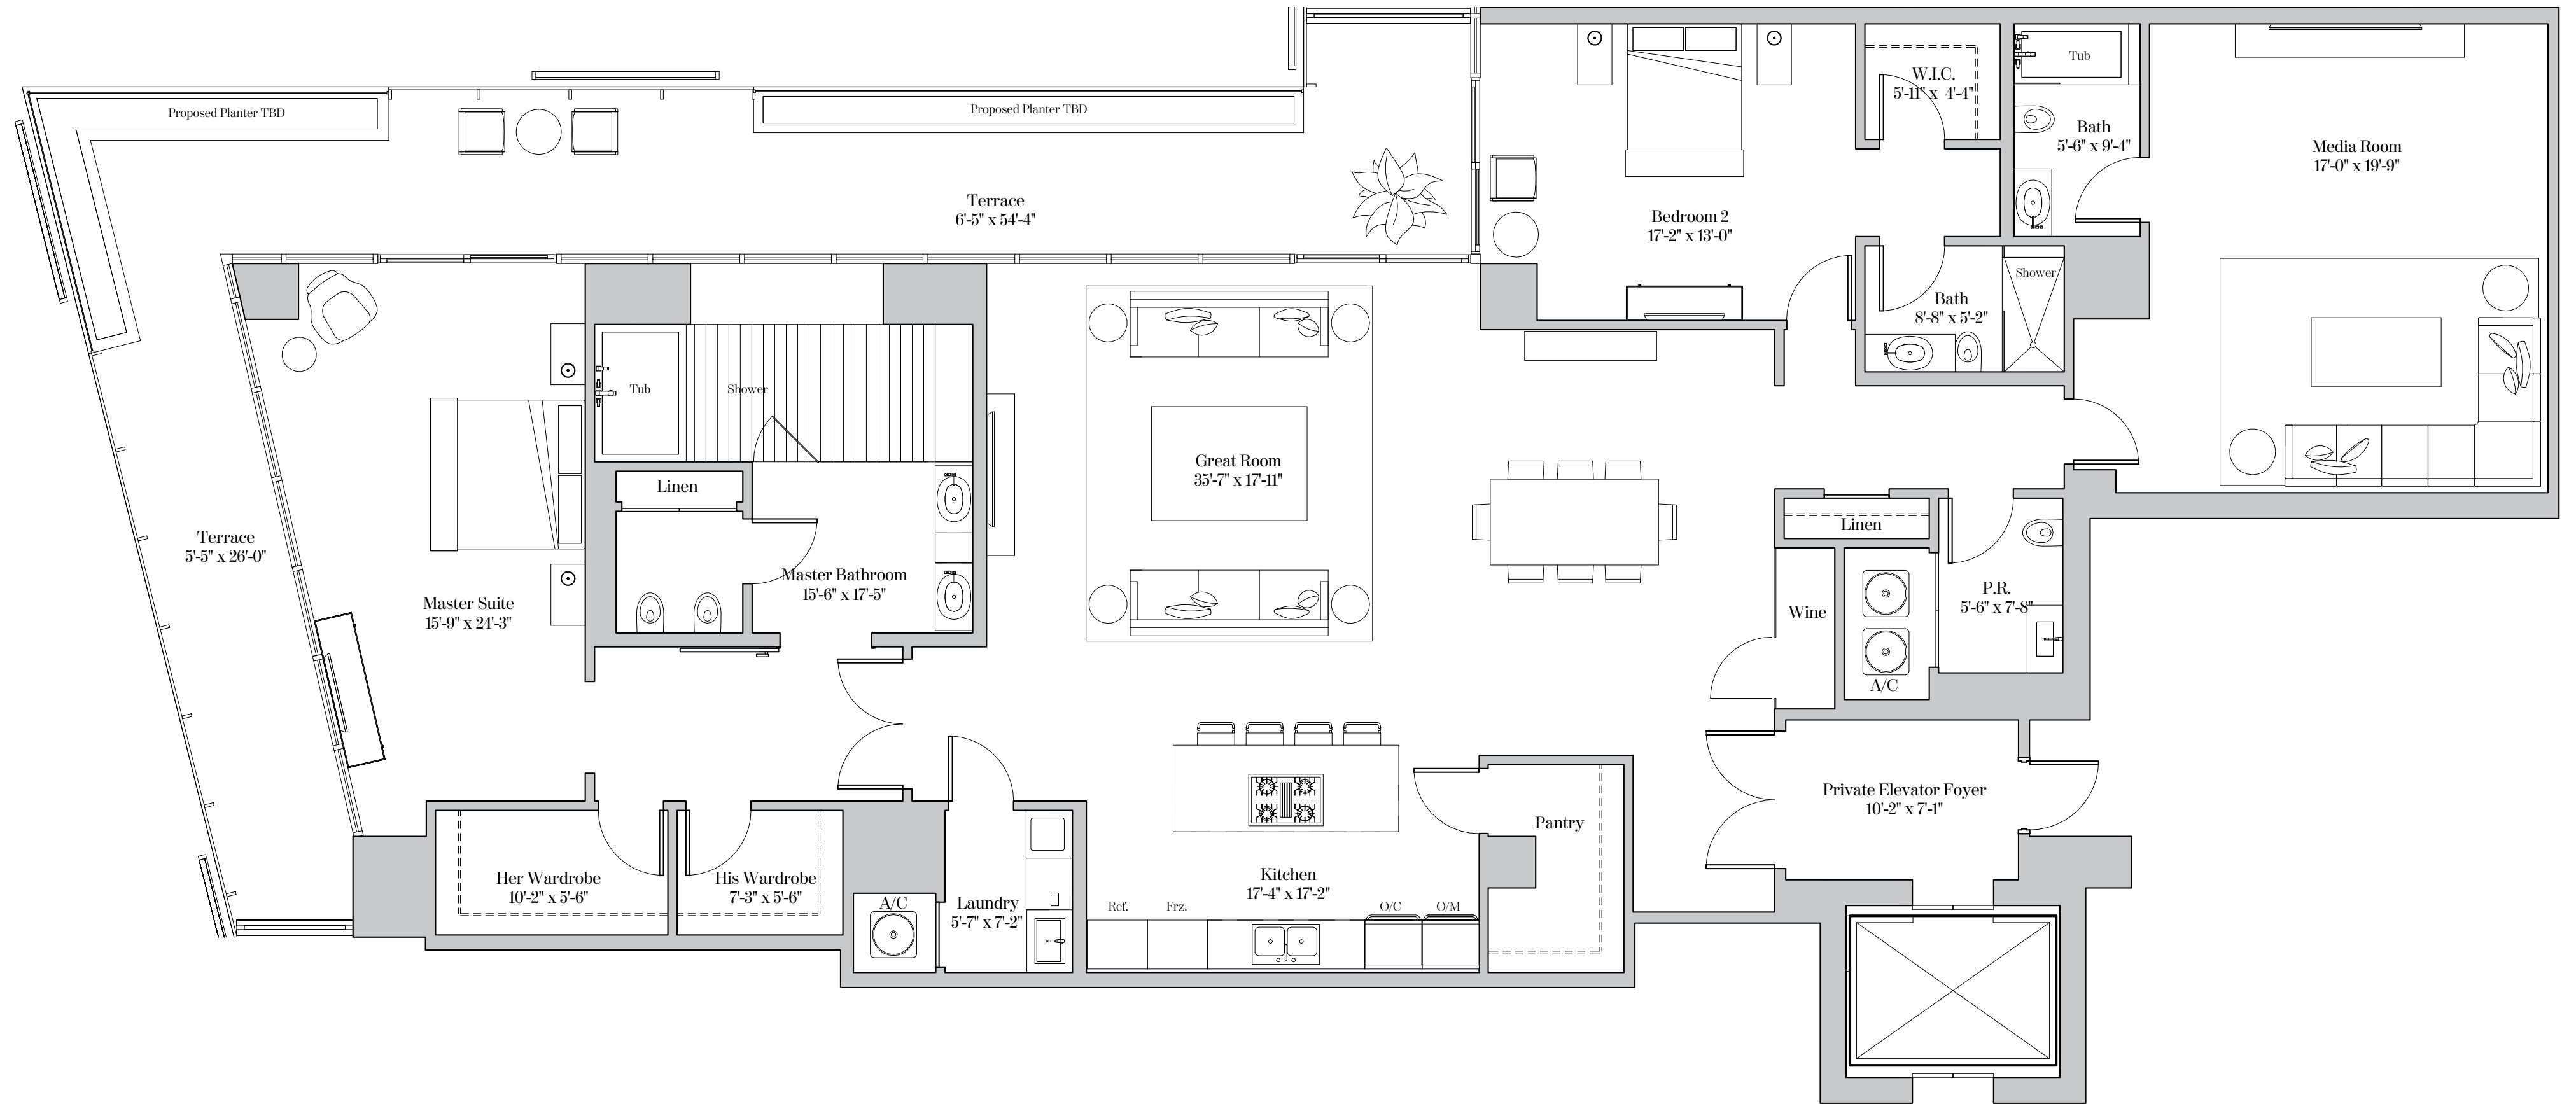 Proposed Planter TBD
Proposed Planter TBD
Terrace
6'-5" x 54'-4"
Bedroom 2
17'-2" x 13'-0"
W.I.C.
5'-11" x 4'-4"
Tub
Bath
5'-6" x 9'-4"
Media Room
17'-0" x 19'-9"
Shower
Bath
8'-8" x 5'-2"
Tub
Shower
Linen
Great Room
35'-7" x 17'-11"
Terrace
5'-5" x 26'-0"
Master Suite
15'-9" x 24'-3"
Master Bathroom
15'-6" x 17'-5"
Linen
Wine
P.R.
5'-6" x 7'-8"
A/C
Private Elevator Foyer
10'-2" x 7'-1"
Pantry
Her Wardrobe
10'-2" x 5'-6"
His Wardrobe
7'-3" x 5'-6"
A/C
Laundry
5'-7" x 7'-2"
Kitchen
17'-4" x 17'-2"
Ref.
Frz.
O/C
O/M